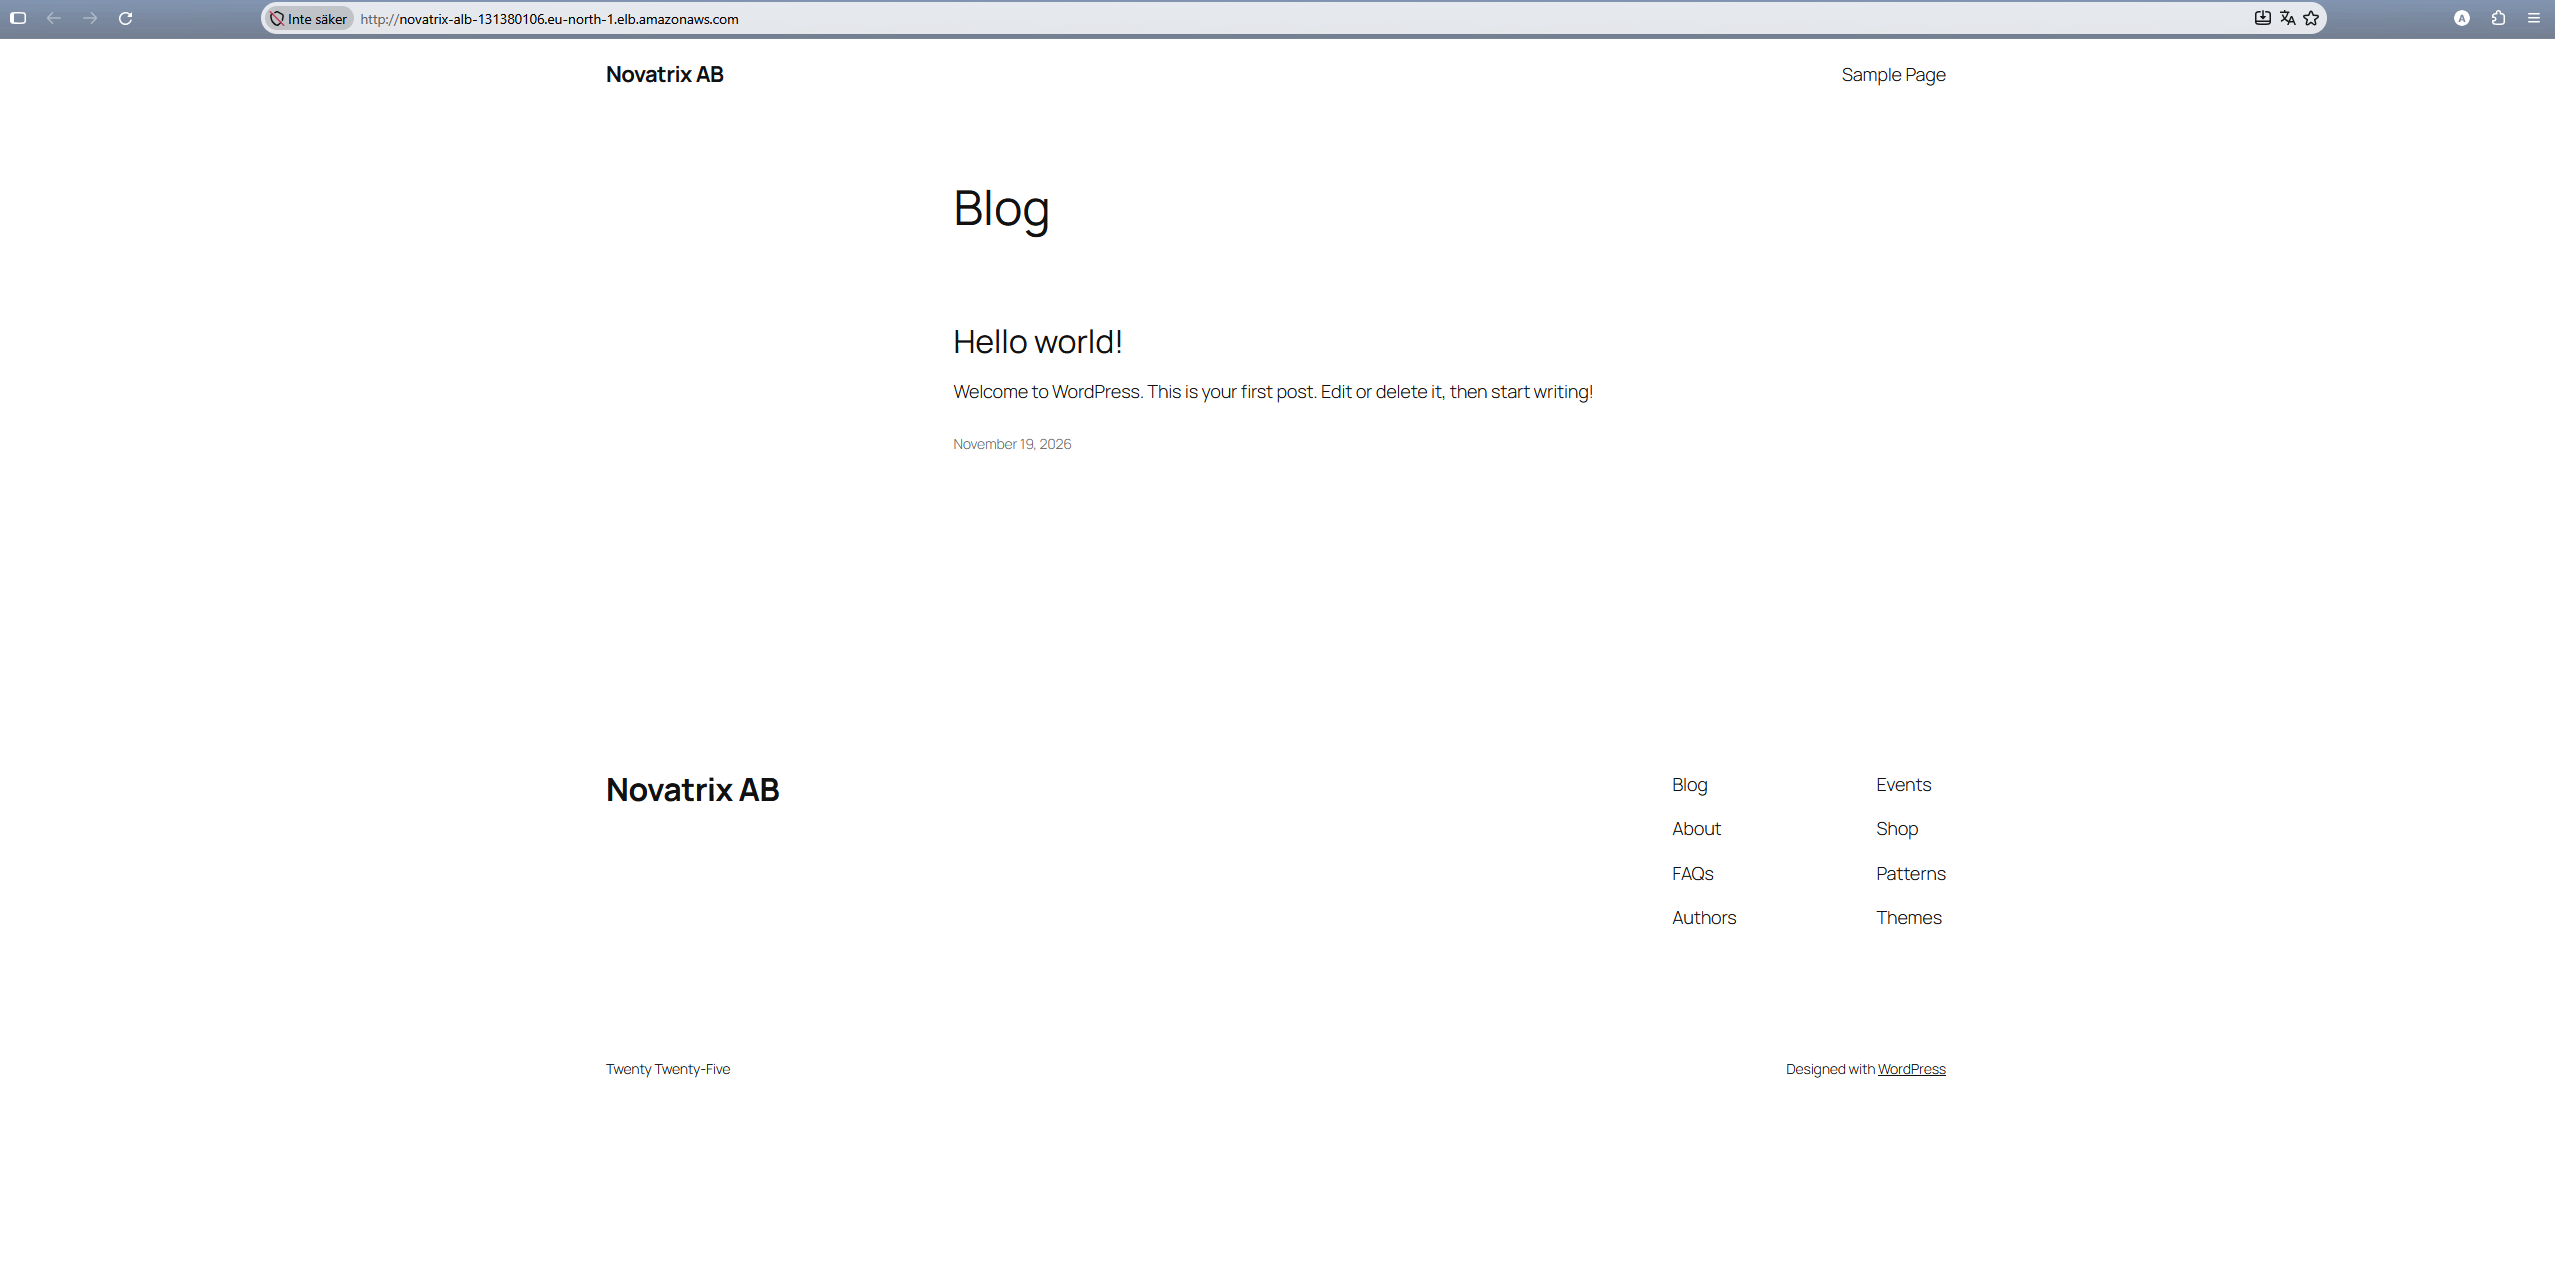 Inte säker http://novatrix-alb-131380106.eu-north-1.elb.amazonaws.com
A
Novatrix AB
Sample Page
Blog
Hello world!
Welcome to WordPress. This is your first post. Edit or delete it, then start writing!
November 19, 2026
Novatrix AB
Blog
About
FAQs
Authors
Events
Shop
Patterns
Themes
Twenty Twenty-Five
Designed with WordPress